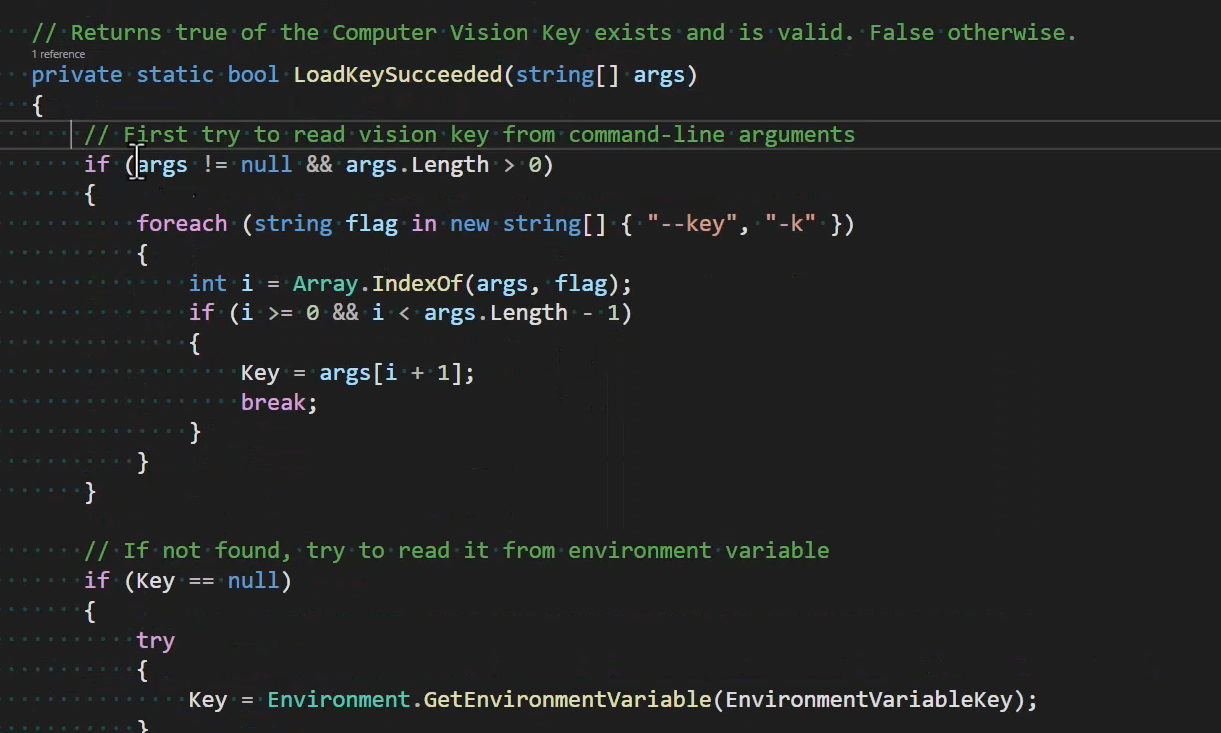 // Returns true of the Computer Vision Key exists and is valid. False otherwise.
1 reference
private static bool LoadKeySucceeded(string[] args)
{
// First try to read vision key from command-line arguments
if (args != null && args.Length > 0)
{
foreach (string flag in new string[] { "--key", "-k" })
{
int i = Array.IndexOf(args, flag);
if (i >= 0 && i < args.Length - 1)
{
Key = args[i + 1];
break;
}
}
}
// If not found, try to read it from environment variable
if (Key == null)
{
try
{
Key = Environment.GetEnvironmentVariable(EnvironmentVariableKey);
}